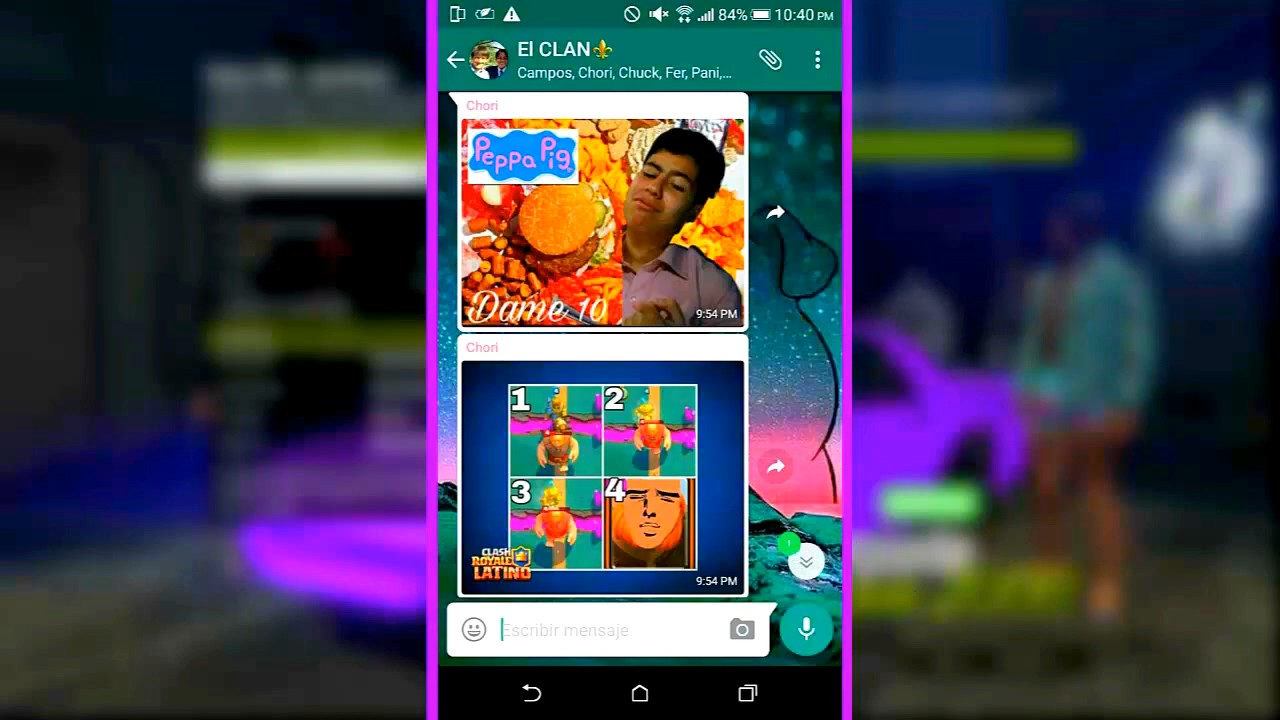 84% 10:40 PM
El CLAN⚜
Campos, Chori, Chuck, Fer, Pani,...
Chori
Peppa Pig
Dame 10
9:54 PM
Chori
1 2
3 4
CLASH
ROYALE
LATINO
9:54 PM
Escribir mensaje